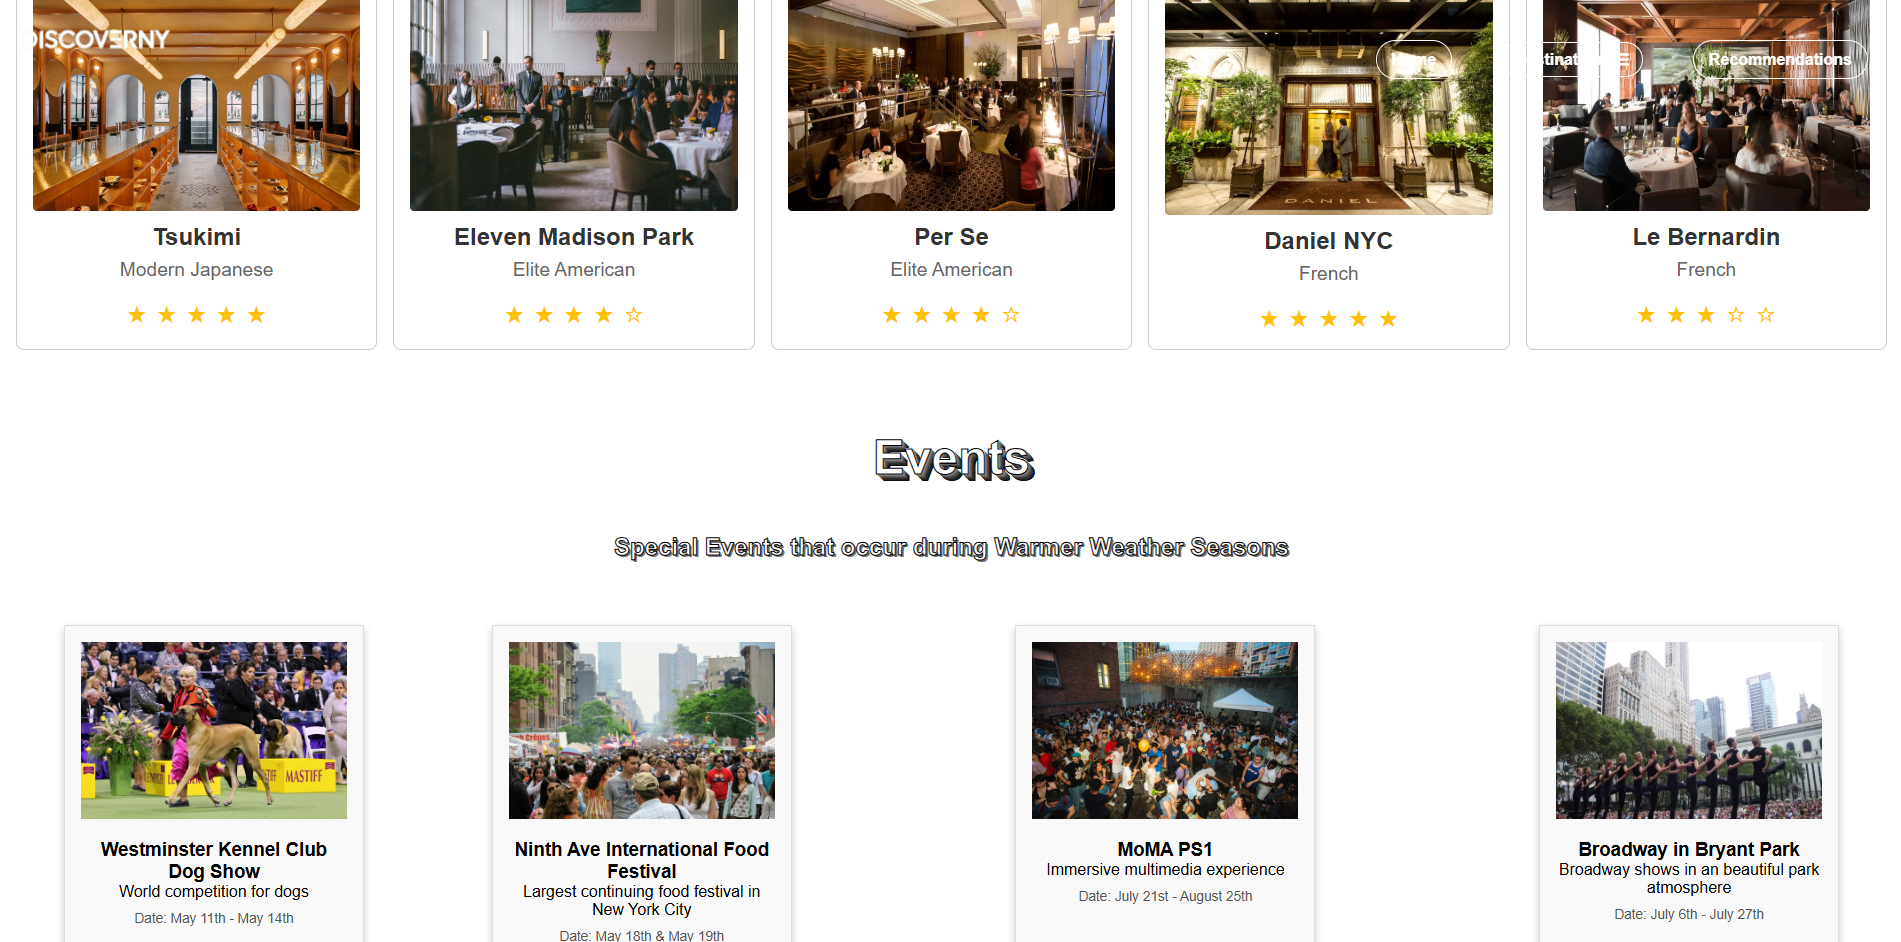 DISCOVERNY
Home
Recommendations
DANIEL
Tsukimi
Modern Japanese
★ ★ ★ ★ ★
Eleven Madison Park
Elite American
★ ★ ★ ★ ☆
Per Se
Elite American
★ ★ ★ ★ ☆
Daniel NYC
French
★ ★ ★ ★ ★
Le Bernardin
French
★ ★ ★ ☆ ☆
Events
Special Events that occur during Warmer Weather Seasons
MASTIFF
Westminster Kennel Club
Dog Show
World competition for dogs
Date: May 11th - May 14th
Crêpes
Ninth Ave International Food
Festival
Largest continuing food festival in
New York City
Date: May 18th & May 19th
MoMA PS1
Immersive multimedia experience
Date: July 21st - August 25th
Broadway in Bryant Park
Broadway shows in an beautiful park
atmosphere
Date: July 6th - July 27th